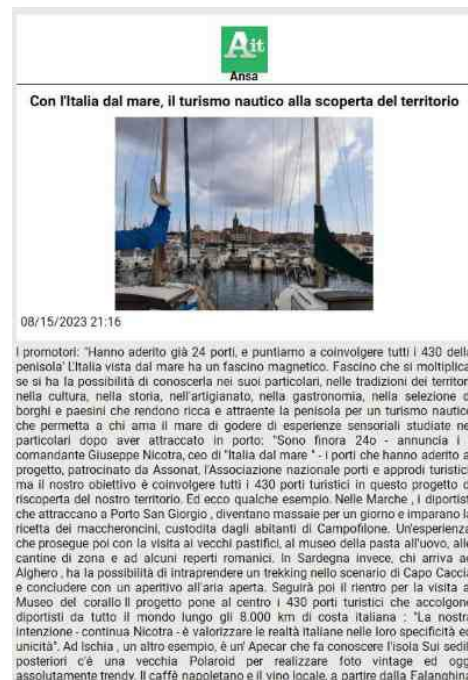 Ait
Ansa
Con l'Italia dal mare, il turismo nautico alla scoperta del territorio
08/15/2023 21:16
I promotori: "Hanno aderito già 24 porti, e puntiamo a coinvolgere tutti i 430 della
penisola' L'Italia vista dal mare ha un fascino magnetico. Fascino che si moltiplica
se si ha la possibilità di conoscerla nei suoi particolari, nelle tradizioni dei territori
nella cultura, nella storia, nell'artigianato, nella gastronomia, nella selezione d
borghi e paesini che rendono ricca e attraente la penisola per un turismo nautico
che permetta a chi ama il mare di godere di esperienze sensoriali studiate ne
particolari dopo aver attraccato in porto: "Sono finora 24o - annuncia i
comandante Giuseppe Nicotra, ceo di "Italia dal mare " - i porti che hanno aderito a
progetto, patrocinato da Assonat, l'Associazione nazionale porti e approdi turistici
ma il nostro obiettivo è coinvolgere tutti i 430 porti turistici in questo progetto d
riscoperta del nostro territorio. Ed ecco qualche esempio. Nelle Marche , i diportisti
che attraccano a Porto San Giorgio , diventano massaie per un giorno e imparano la
ricetta dei maccheroncini, custodita dagli abitanti di Campofilone. Un'esperienza
che prosegue poi con la visita ai vecchi pastifici, al museo della pasta all'uovo, alle
cantine di zona e ad alcuni reperti romanici. In Sardegna invece, chi arriva a
Alghero , ha la possibilità di intraprendere un trekking nello scenario di Capo Caccia
e concludere con un aperitivo all'aria aperta. Seguirà poi il rientro per la visita a
Museo del corallo Il progetto pone al centro i 430 porti turistici che accolgono
diportisti da tutto il mondo lungo gli 8.000 km di costa italiana : "La nostra
intenzione - continua Nicotra - è valorizzare le realtà italiane nelle loro specificità ed
unicità". Ad Ischia , un altro esempio, è un' Apecar che fa conoscere l'isola Sui sedili
posteriori c'è una vecchia Polaroid per realizzare foto vintage ed oggi
assolutamente trendy. Il caffè napoletano e il vino locale, a partire dalla Falanghina